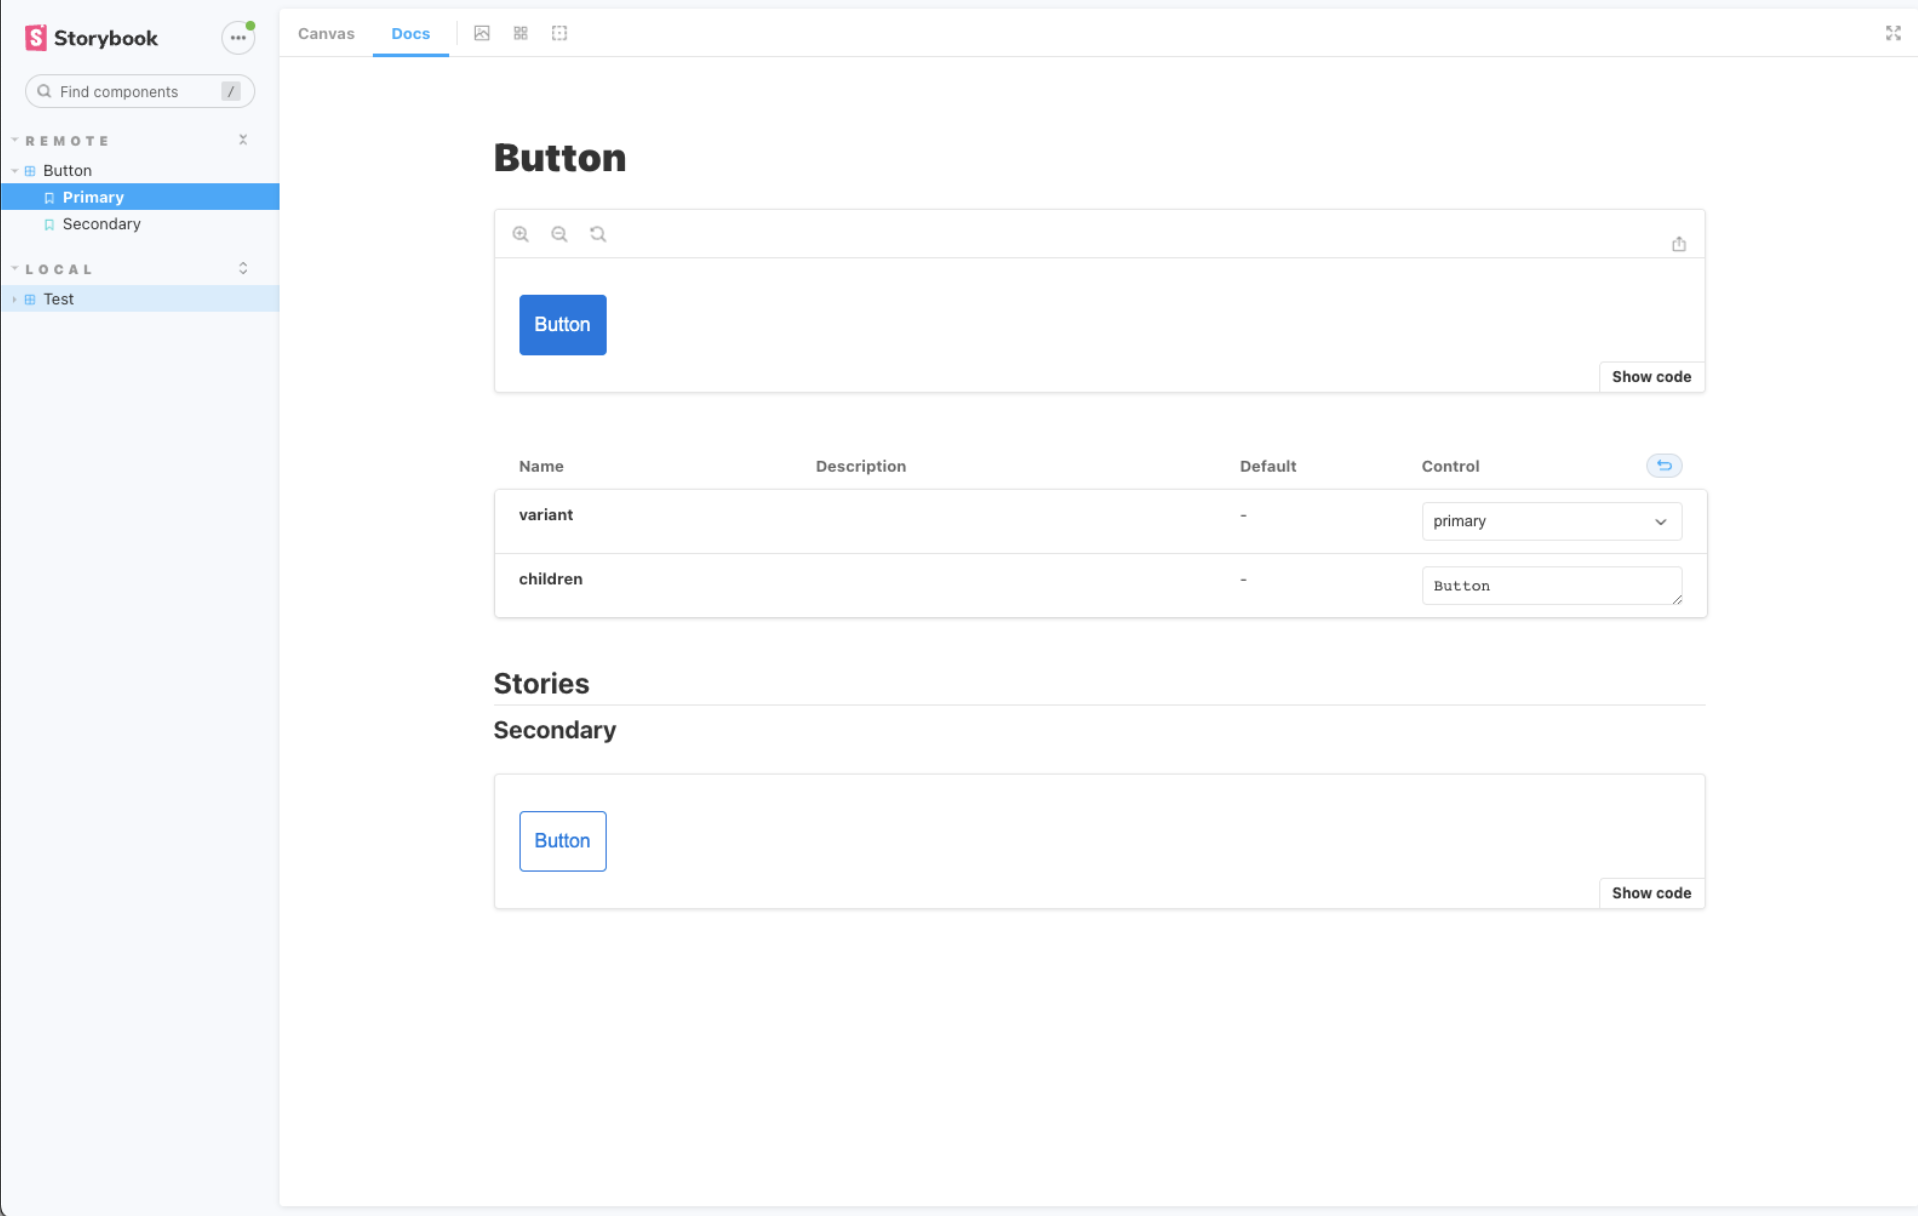 Storybook
Find components /
REMOTE
Button
Primary
Secondary
LOCAL
Test
Canvas Docs
Button
Button
Show code
Name Description Default Control
variant - primary
children - Button
Stories
Secondary
Button
Show code